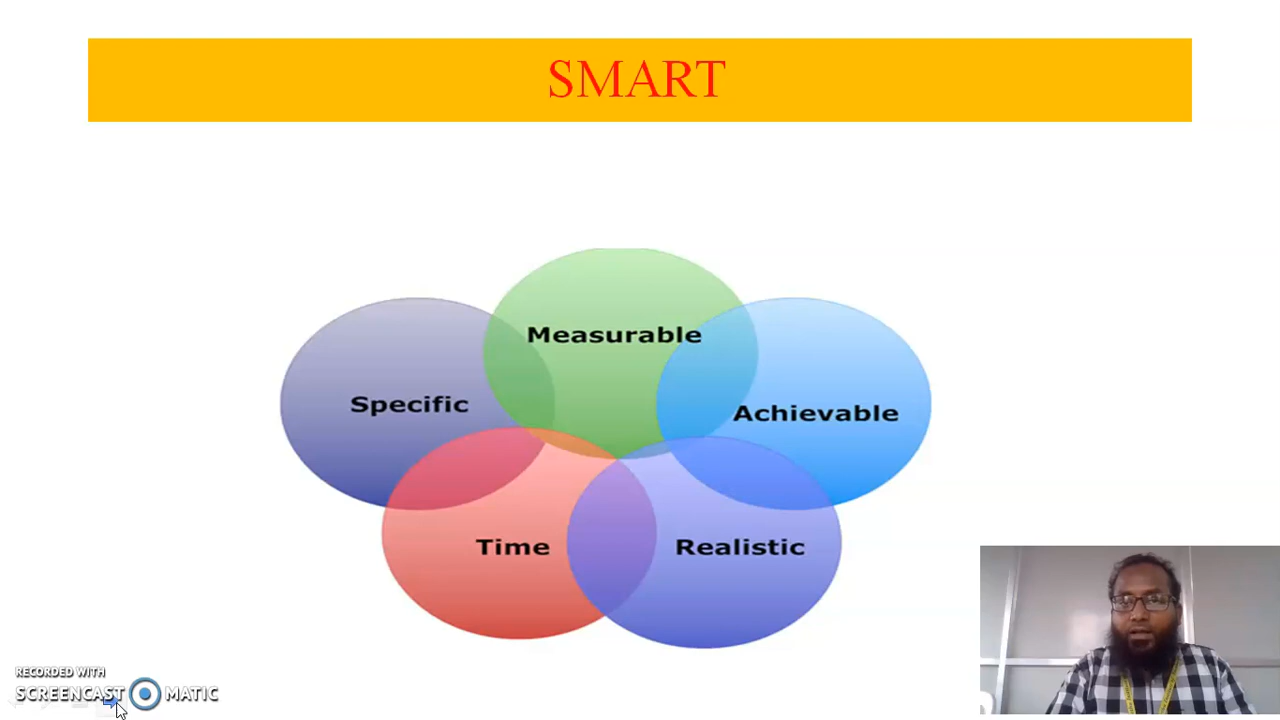 SMART
Measurable
Specific
Achievable
Time
Realistic
RECORDED WITH
SCREENCAST MATIC